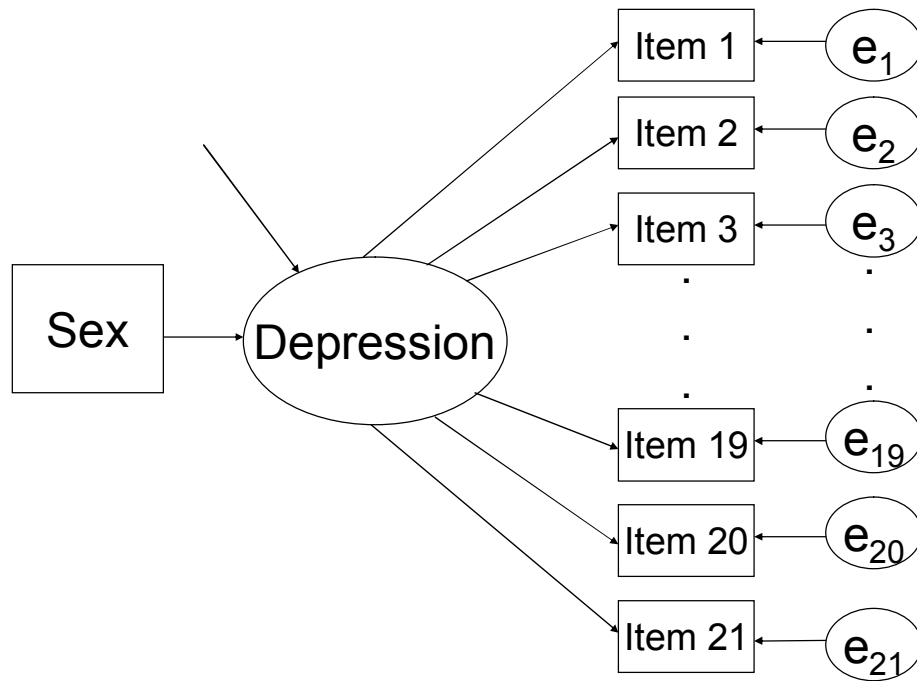 Sex
Depression
Item 1
e1
Item 2
e2
Item 3
e3
Item 19
e19
Item 20
e20
Item 21
e21